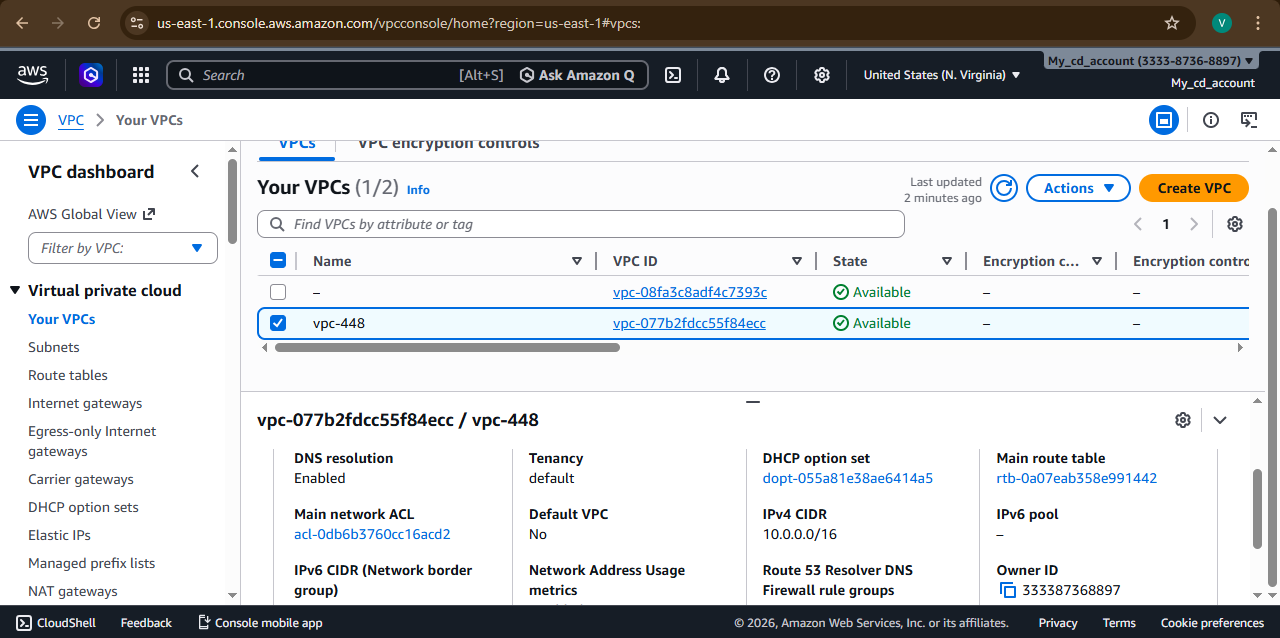 us-east-1.console.aws.amazon.com/vpcconsole/home?region=us-east-1#vpcs:
V
aws
Search
[Alt+S]
Ask Amazon Q
United States (N. Virginia)
My_cd_account (3333-8736-8897)
My_cd_account
VPC
Your VPCs
VPC dashboard
AWS Global View
Filter by VPC:
Virtual private cloud
Your VPCs
Subnets
Route tables
Internet gateways
Egress-only Internet
gateways
Carrier gateways
DHCP option sets
Elastic IPs
Managed prefix lists
NAT gateways
VPCs
VPC encryption controls
Your VPCs (1/2) Info
Last updated
2 minutes ago
Actions
Create VPC
Find VPCs by attribute or tag
1
Name VPC ID State Encryption c... Encryption contro
– vpc-08fa3c8adf4c7393c Available – –
vpc-448 vpc-077b2fdcc55f84ecc Available – –
vpc-077b2fdcc55f84ecc / vpc-448
DNS resolution
Enabled
Tenancy
default
DHCP option set
dopt-055a81e38ae6414a5
Main route table
rtb-0a07eab358e991442
Main network ACL
acl-0db6b3760cc16acd2
Default VPC
No
IPv4 CIDR
10.0.0.0/16
IPv6 pool
–
IPv6 CIDR (Network border
group)
Network Address Usage
metrics
Route 53 Resolver DNS
Firewall rule groups
Owner ID
333387368897
CloudShell
Feedback
Console mobile app
© 2026, Amazon Web Services, Inc. or its affiliates.
Privacy
Terms
Cookie preferences